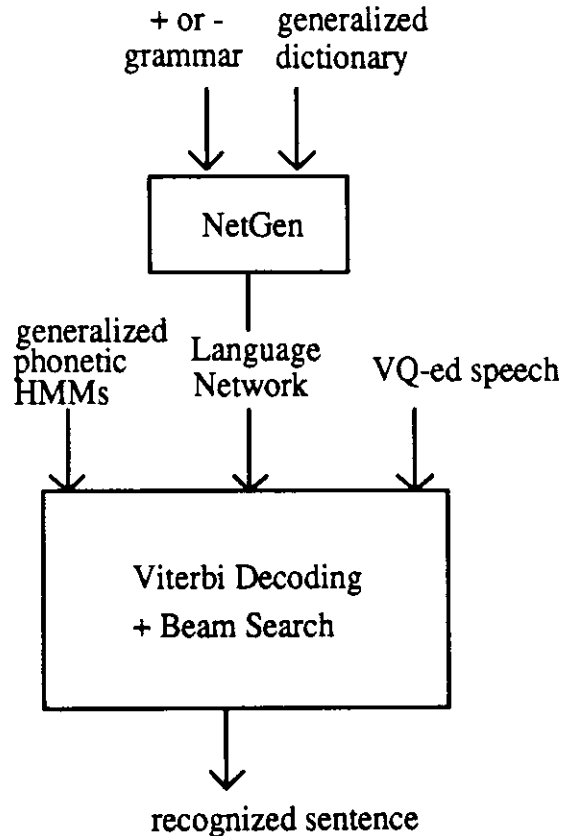 + or -
grammar
generalized
dictionary
NetGen
generalized
phonetic
HMMs
Language
Network
VQ-ed speech
Viterbi Decoding
+ Beam Search
recognized sentence